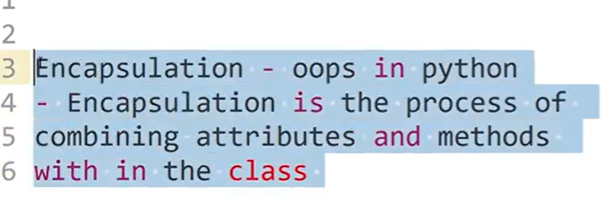 1
2
3 Encapsulation - oops in python
4 - Encapsulation is the process of
5 combining attributes and methods
6 with in the class